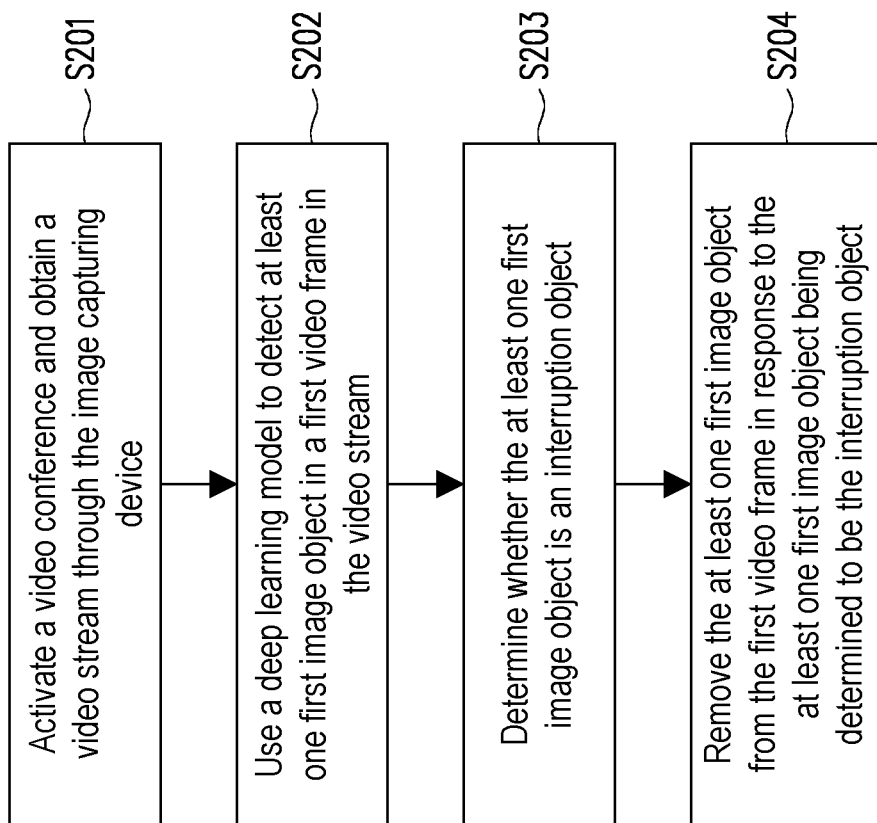 S201
Activate a video conference and obtain a
video stream through the image capturing
device
S202
Use a deep learning model to detect at least
one first image object in a first video frame in
the video stream
S203
Determine whether the at least one first
image object is an interruption object
S204
Remove the at least one first image object
from the first video frame in response to the
at least one first image object being
determined to be the interruption object